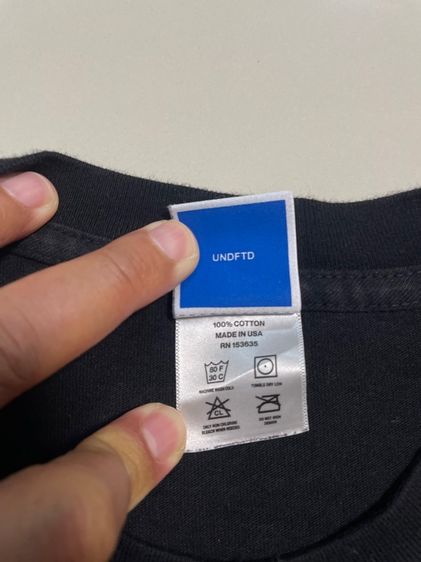 UNDFTD
100% COTTON
MADE IN USA
RN 153635
80 F
30 C
MACHINE WASH COLD
TUMBLE DRY LOW
CL
ONLY NON-CHLORINE
BLEACH WHEN NEEDED
DO NOT IRON
DESIGN